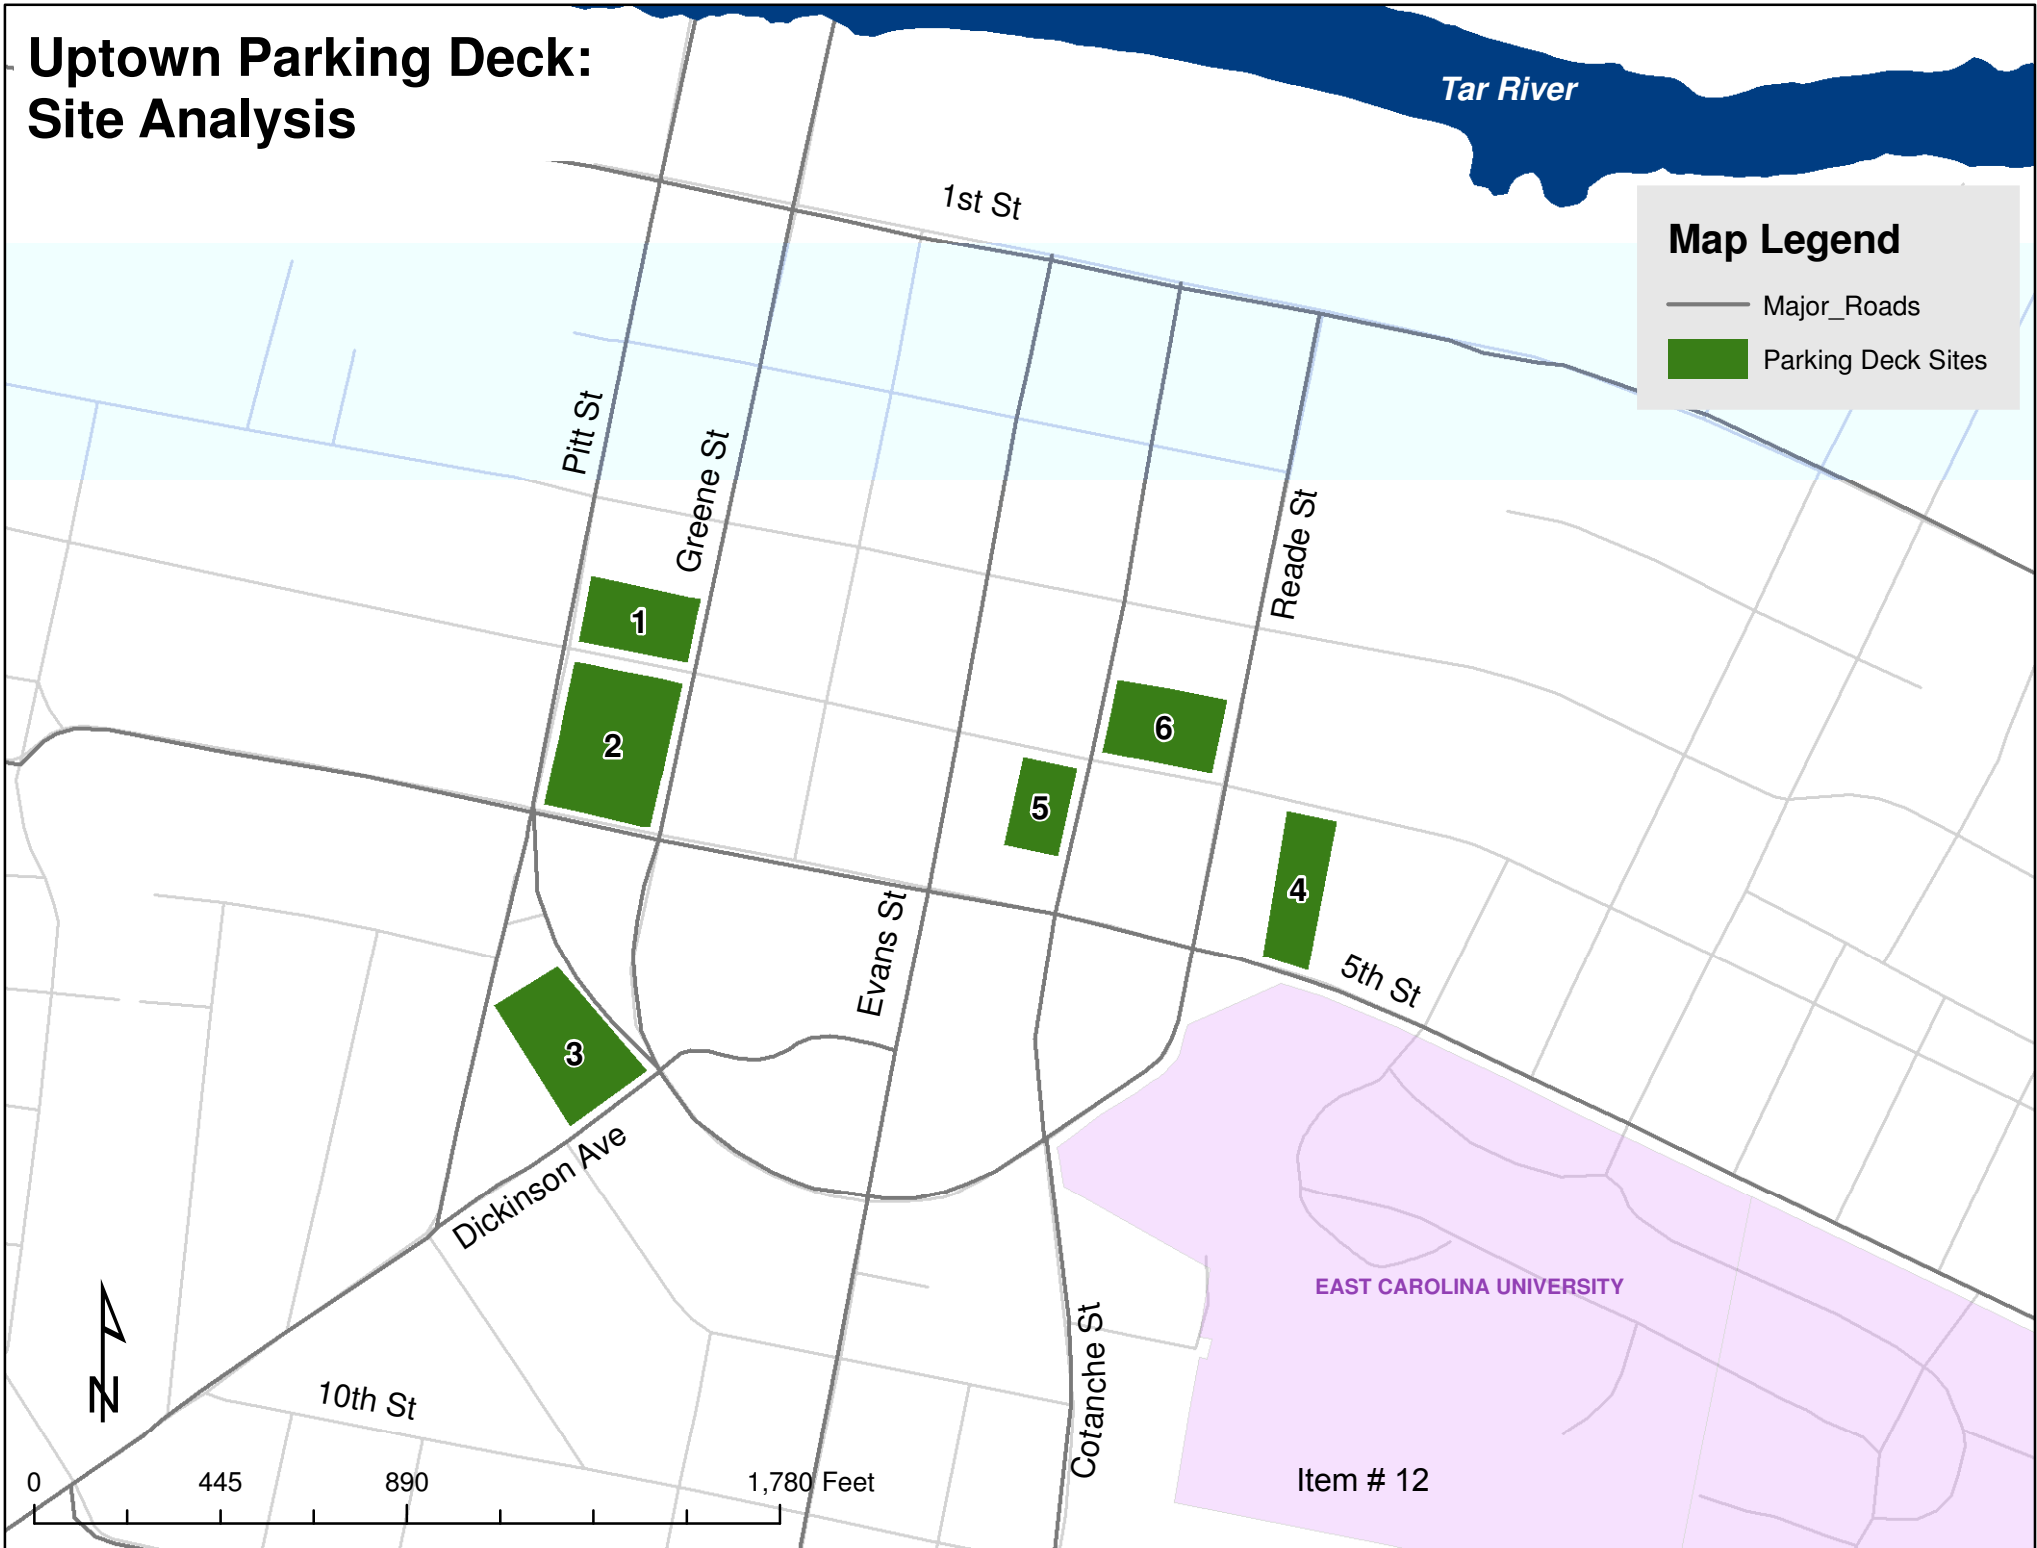 Uptown Parking Deck:
Site Analysis
Tar River
1st St
Map Legend
Major_Roads
Parking Deck Sites
Pitt St
Greene St
Reade St
1
2
6
5
4
5th St
Evans St
3
Dickinson Ave
EAST CAROLINA UNIVERSITY
Cotanche St
10th St
N
Item # 12
0 445 890 1,780 Feet